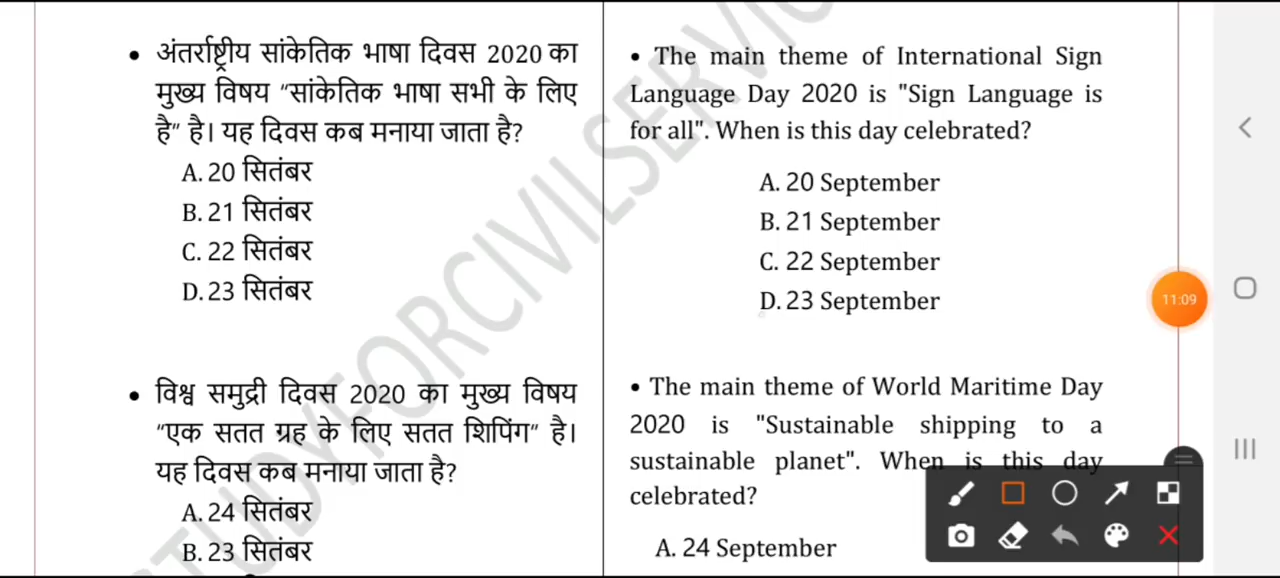 • अंतर्राष्ट्रीय सांकेतिक भाषा दिवस 2020 का
मुख्य विषय “सांकेतिक भाषा सभी के लिए
है” है। यह दिवस कब मनाया जाता है?
A. 20 सितंबर
B. 21 सितंबर
C. 22 सितंबर
D. 23 सितंबर
• विश्व समुद्री दिवस 2020 का मुख्य विषय
“एक सतत ग्रह के लिए सतत शिपिंग” है।
यह दिवस कब मनाया जाता है?
A. 24 सितंबर
B. 23 सितंबर
• The main theme of International Sign
Language Day 2020 is "Sign Language is
for all". When is this day celebrated?
A. 20 September
B. 21 September
C. 22 September
D. 23 September
• The main theme of World Maritime Day
2020 is "Sustainable shipping to a
sustainable planet". When is this day
celebrated?
A. 24 September
STUDYFORCIVILSERVIC
11:09